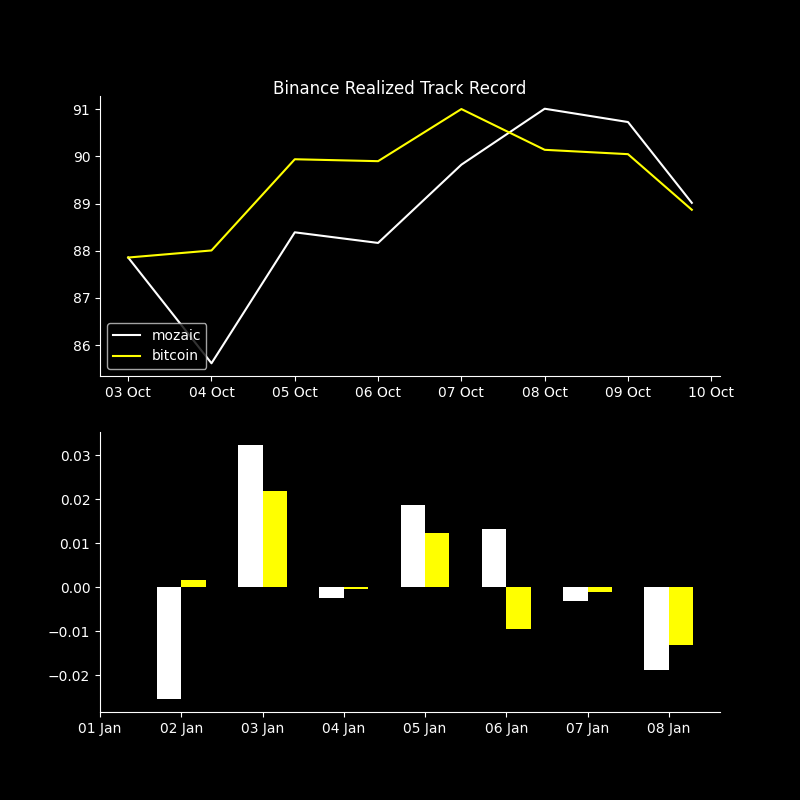 Binance Realized Track Record
91
90
89
88
87
86
mozaic
bitcoin
03 Oct 04 Oct 05 Oct 06 Oct 07 Oct 08 Oct 09 Oct 10 Oct
0.03
0.02
0.01
0.00
−0.01
−0.02
01 Jan 02 Jan 03 Jan 04 Jan 05 Jan 06 Jan 07 Jan 08 Jan